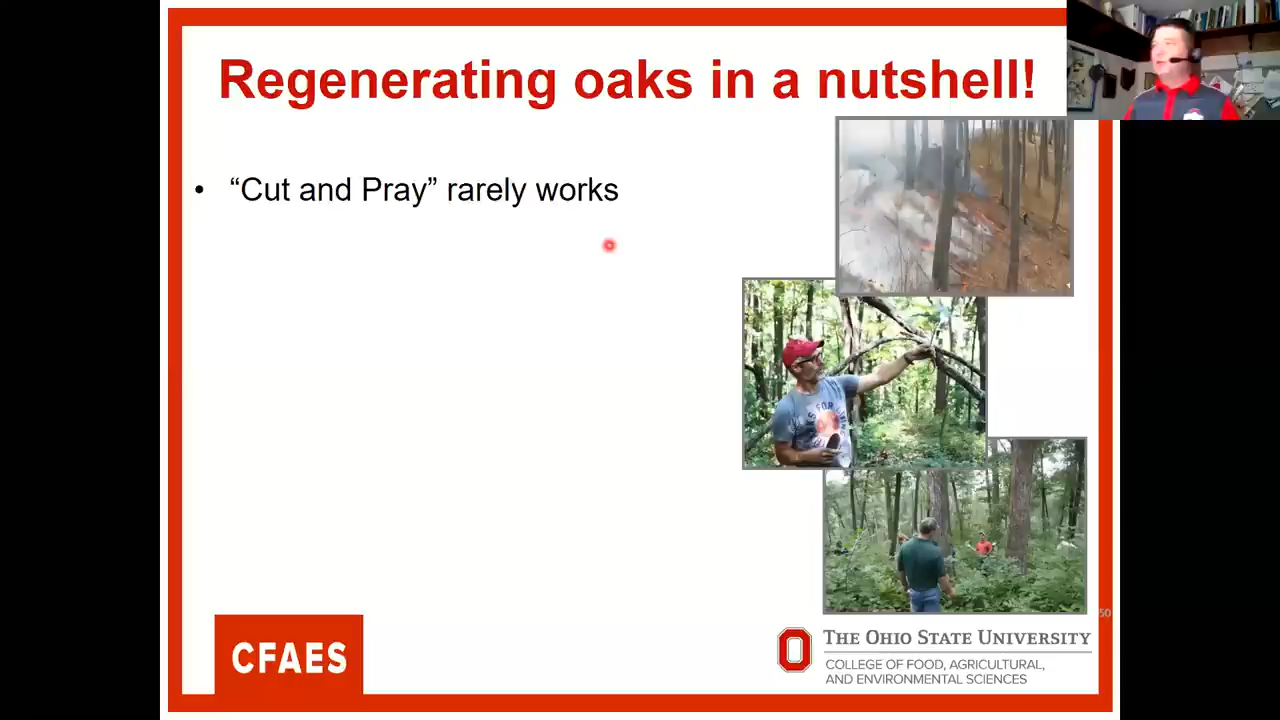 Regenerating oaks in a nutshell!
• “Cut and Pray” rarely works
50
CFAES
THE OHIO STATE UNIVERSITY
COLLEGE OF FOOD, AGRICULTURAL,
AND ENVIRONMENTAL SCIENCES